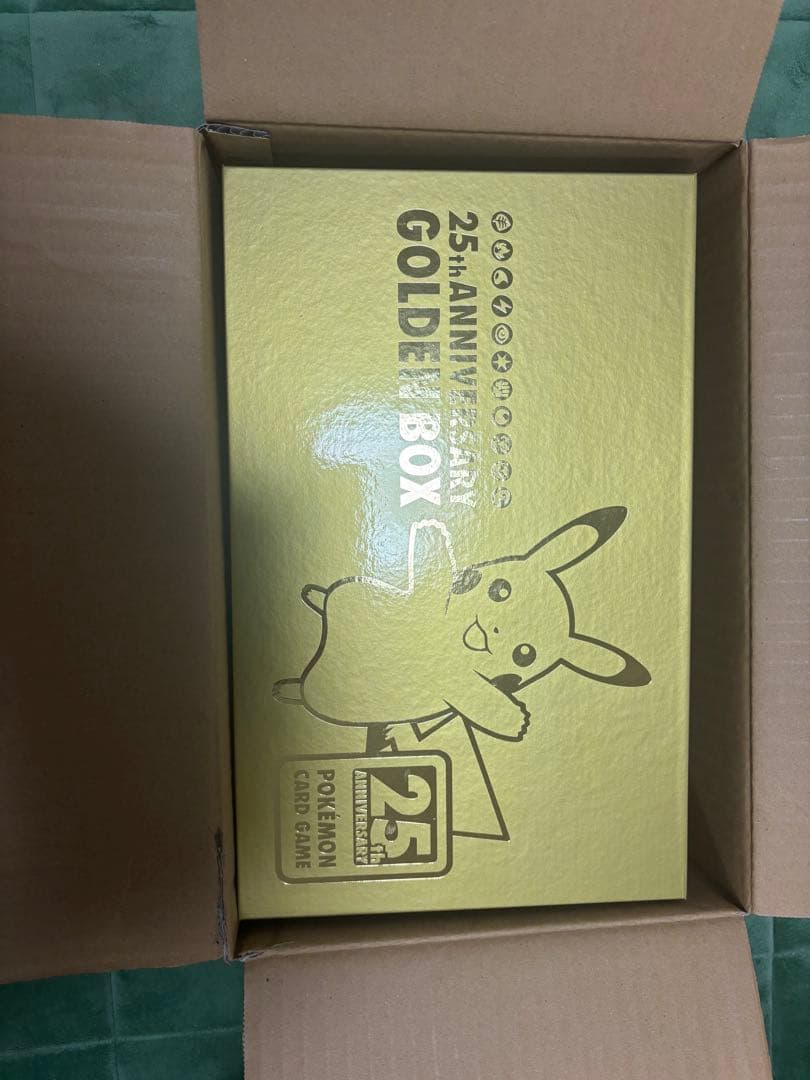 25th ANNIVERSARY
GOLDEN BOX
25th
ANNIVERSARY
POKÉMON
CARD GAME